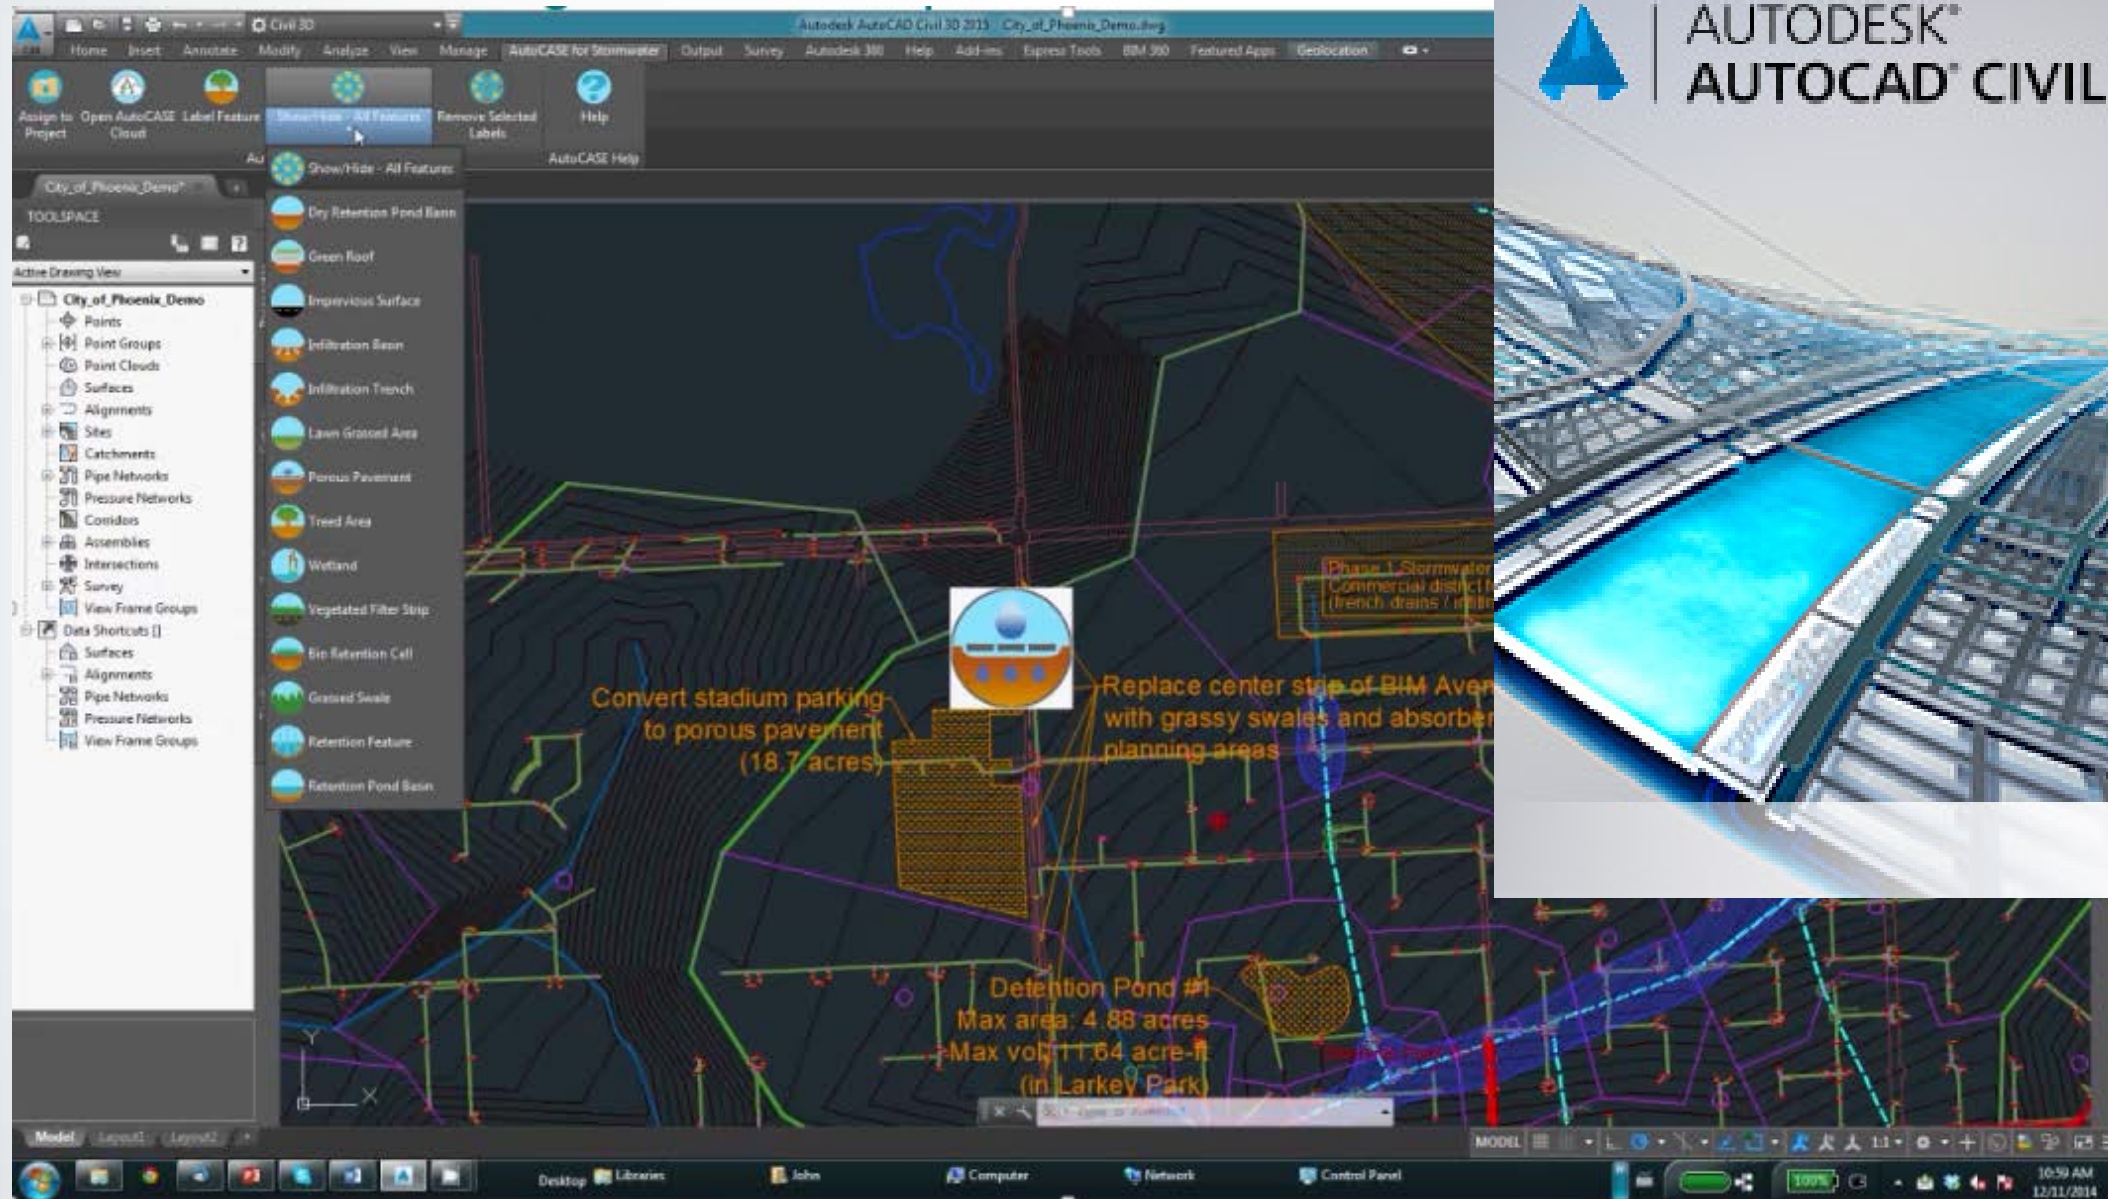 Civil 3D
Autodesk AutoCAD Civil 3D 2015 City_of_Phoenix_Demo.dwg
Home Insert Annotate Modify Analyze View Manage AutoCASE for Stormwater Output Survey Autodesk 360 Help Add-ins Express Tools BIM 360 Featured Apps Geolocation
Assign to Project
Open AutoCASE Cloud
Label Feature
Show/Hide - All Features
Remove Selected Labels
Help
AutoCASE Help
City_of_Phoenix_Demo*
TOOLSPACE
Active Drawing View
City_of_Phoenix_Demo
Points
Point Groups
Point Clouds
Surfaces
Alignments
Sites
Catchments
Pipe Networks
Pressure Networks
Corridors
Assemblies
Intersections
Survey
View Frame Groups
Data Shortcuts []
Surfaces
Alignments
Pipe Networks
Pressure Networks
View Frame Groups
Show/Hide - All Features
Dry Retention Pond Basin
Green Roof
Impervious Surface
Infiltration Basin
Infiltration Trench
Lawn Grassed Area
Porous Pavement
Treed Area
Wetland
Vegetated Filter Strip
Bio Retention Cell
Grassed Swale
Retention Feature
Retention Pond Basin
Convert stadium parking
to porous pavement
(18.7 acres)
Replace center strip of BIM Aven
with grassy swales and absorber
planning areas
Phase 1 Stormwater
Commercial district
(trench drains /
Detention Pond #1
Max area: 4.88 acres
Max vol: 11.64 acre-ft
(in Larkey Park)
Y
X
AUTODESK®
AUTOCAD® CIVIL
Model Layout1 Layout2
MODEL 1:1
Desktop Libraries John Computer Network Control Panel
100%
10:59 AM
12/11/2014